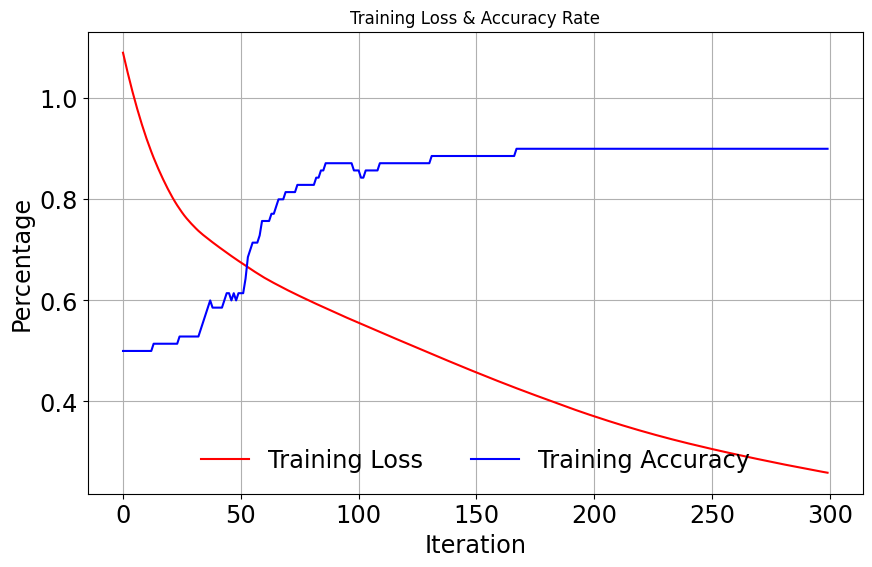 Training Loss & Accuracy Rate
1.0
0.8
0.6
0.4
Percentage
Training Loss
Training Accuracy
0 50 100 150 200 250 300
Iteration